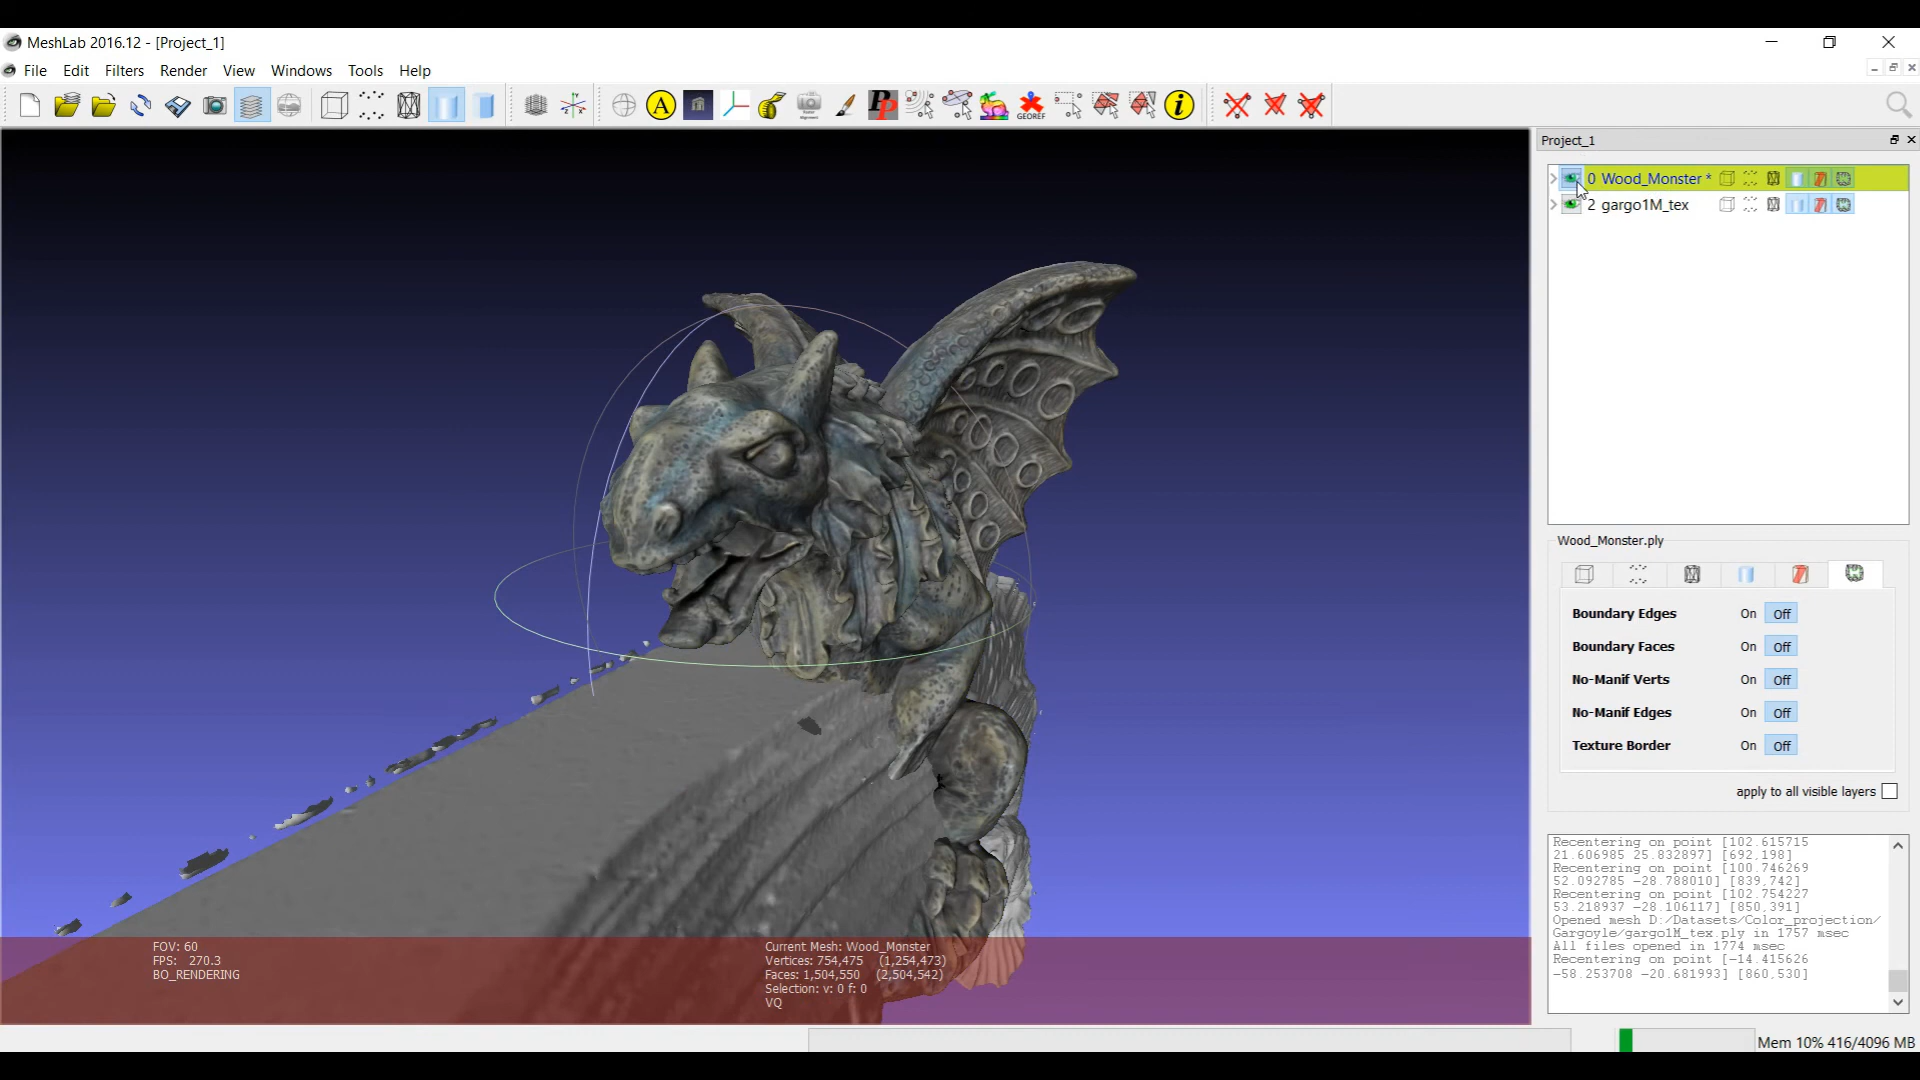 MeshLab 2016.12 - [Project_1]
File Edit Filters Render View Windows Tools Help
A
PP
GEOREF
i
Project_1
0 Wood_Monster *
2 gargo1M_tex
Wood_Monster.ply
Boundary Edges On Off
Boundary Faces On Off
No-Manif Verts On Off
No-Manif Edges On Off
Texture Border On Off
apply to all visible layers
Recentering on point [102.615715
21.606985 25.832897] [692,198]
Recentering on point [100.746269
52.092785 -28.788010] [839,742]
Recentering on point [102.754227
53.218937 -28.106117] [850,391]
Opened mesh D:/Datasets/Color_projection/
Gargoyle/gargo1M_tex.ply in 1757 msec
All files opened in 1774 msec
Recentering on point [-14.415626
-58.253708 -20.681993] [860,530]
FOV: 60
FPS: 270.3
BO_RENDERING
Current Mesh: Wood_Monster
Vertices: 754,475 (1,254,473)
Faces: 1,504,550 (2,504,542)
Selection: v: 0 f: 0
VQ
Mem 10% 416/4096 MB